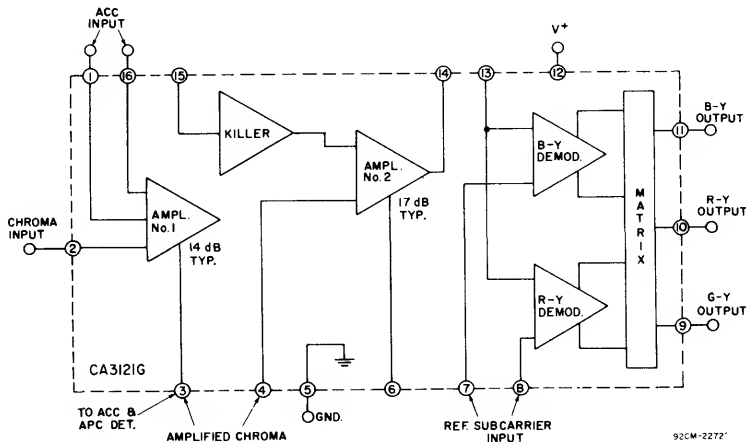 ACC
INPUT
V+
1
16
15
14
13
12
KILLER
AMPL.
No. 2
17 dB
TYP.
AMPL.
No. 1
14 dB
TYP.
CHROMA
INPUT
2
B-Y
DEMOD.
R-Y
DEMOD.
MATRIX
B-Y
OUTPUT
11
R-Y
OUTPUT
10
G-Y
OUTPUT
9
CA3121G
3
4
5
6
7
8
TO ACC &
APC DET.
AMPLIFIED CHROMA
GND.
REF. SUBCARRIER
INPUT